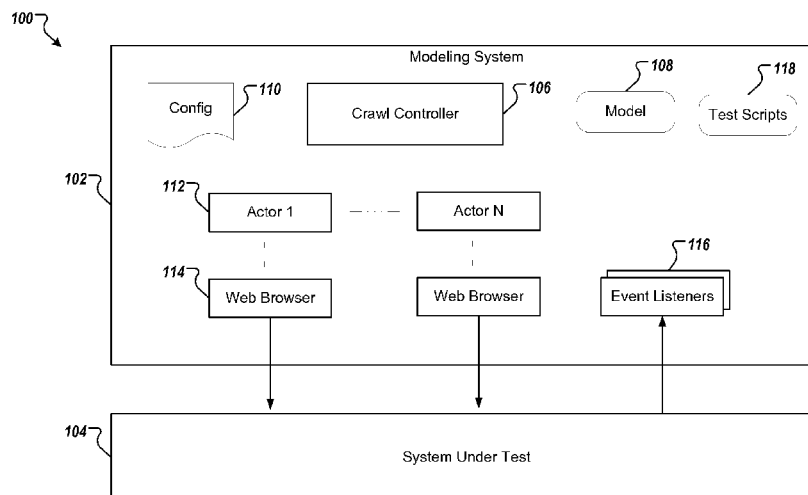 100
Modeling System
108
118
110
106
Config
Crawl Controller
Model
Test Scripts
102
112
Actor 1
Actor N
116
114
Web Browser
Web Browser
Event Listeners
104
System Under Test